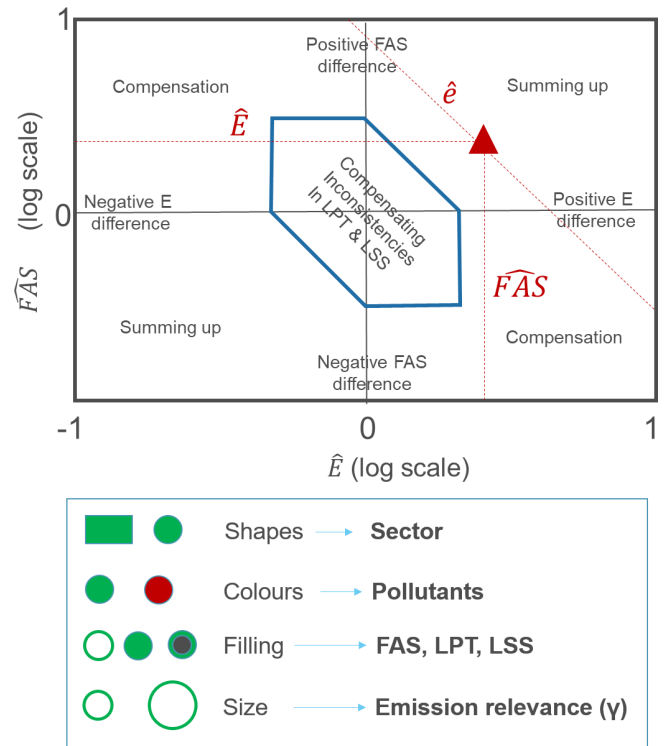 1
Positive FAS
difference
Compensation
Summing up
ê
Ê
Compensating
Inconsistencies
In LPT & LSS
Negative E
difference
Positive E
difference
0
FAŜ (log scale)
FAŜ
Summing up
Compensation
Negative FAS
difference
-1
0
1
Ê (log scale)
Shapes Sector
Colours Pollutants
Filling FAS, LPT, LSS
Size Emission relevance (γ)